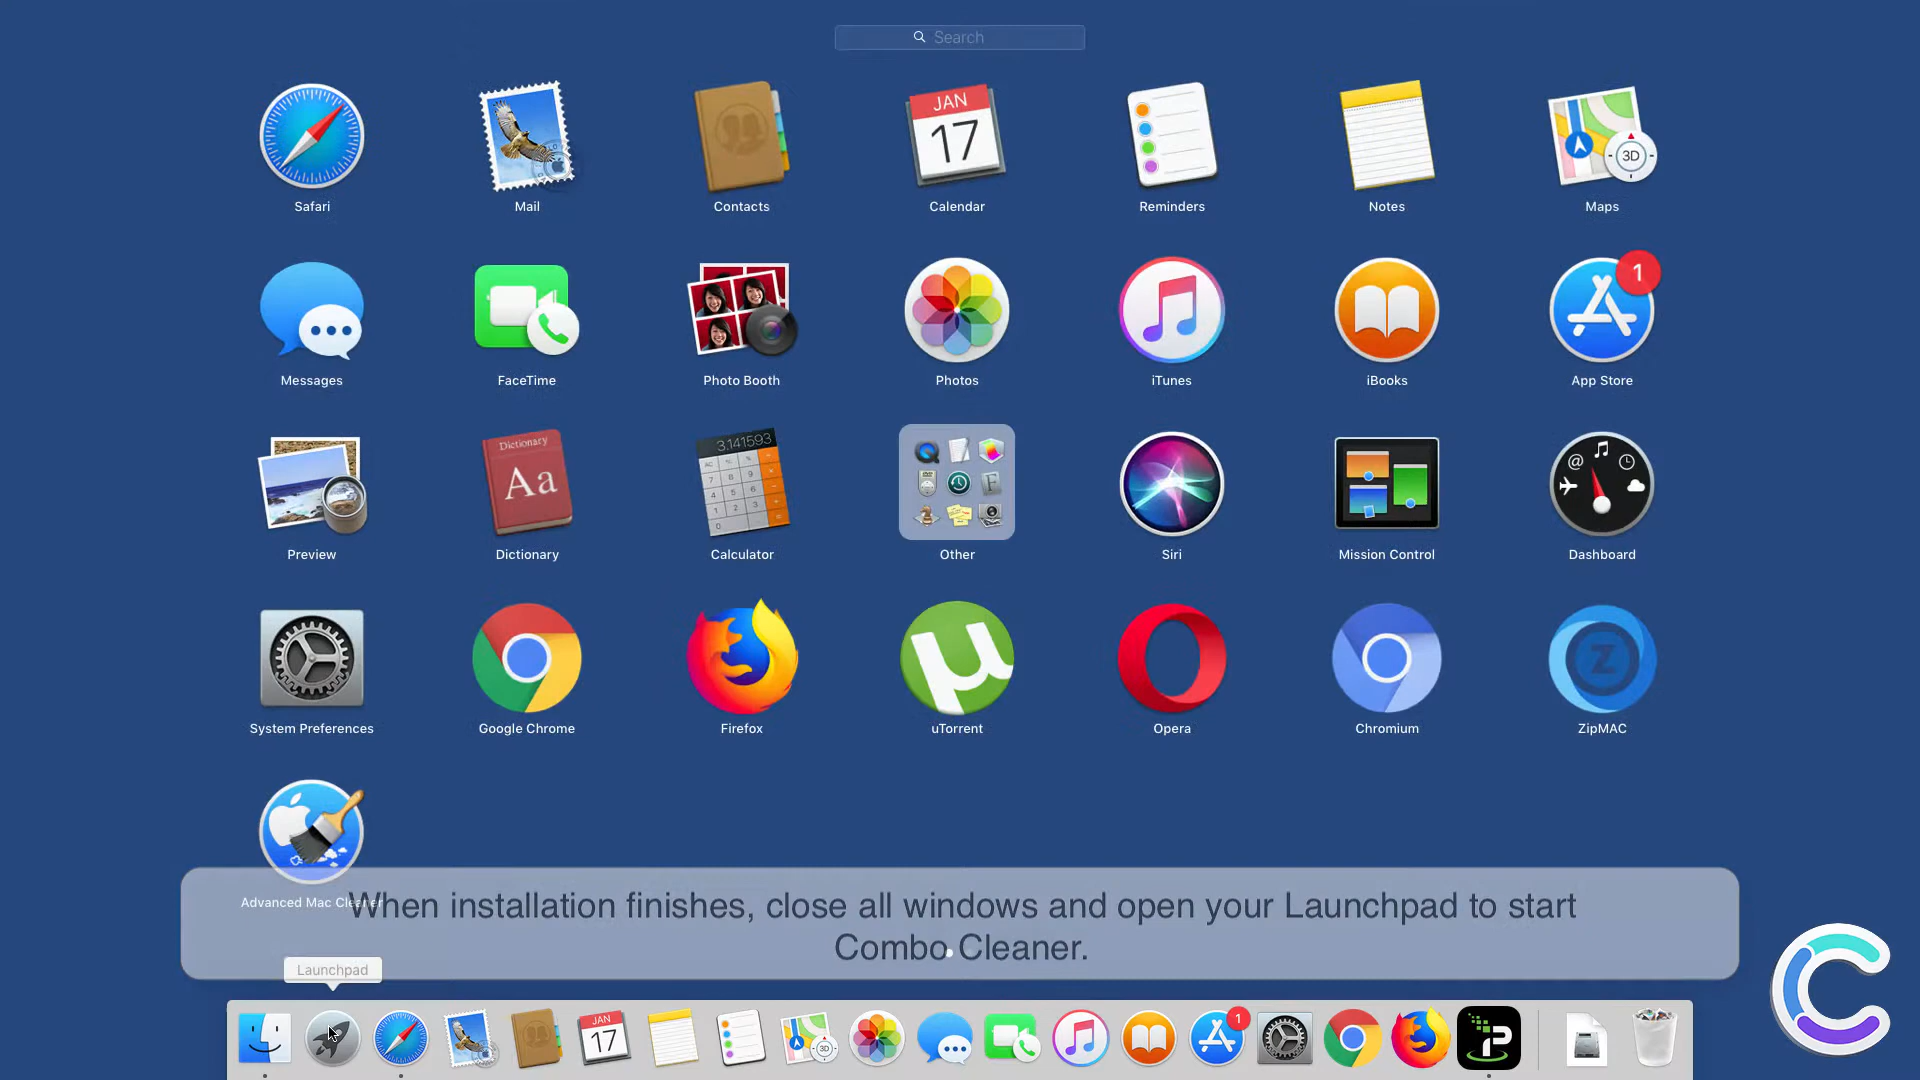 Search
Safari
Mail
Contacts
JAN
17
Calendar
Reminders
Notes
3D
Maps
Messages
FaceTime
Photo Booth
Photos
iTunes
iBooks
1
App Store
Preview
Dictionary
Aa
Dictionary
3.141593
Calculator
Other
Siri
Mission Control
Dashboard
System Preferences
Google Chrome
Firefox
uTorrent
Opera
Chromium
Z
ZipMAC
Advanced Mac Cleaner
When installation finishes, close all windows and open your Launchpad to start
Combo Cleaner.
Launchpad
JAN
17
3D
1